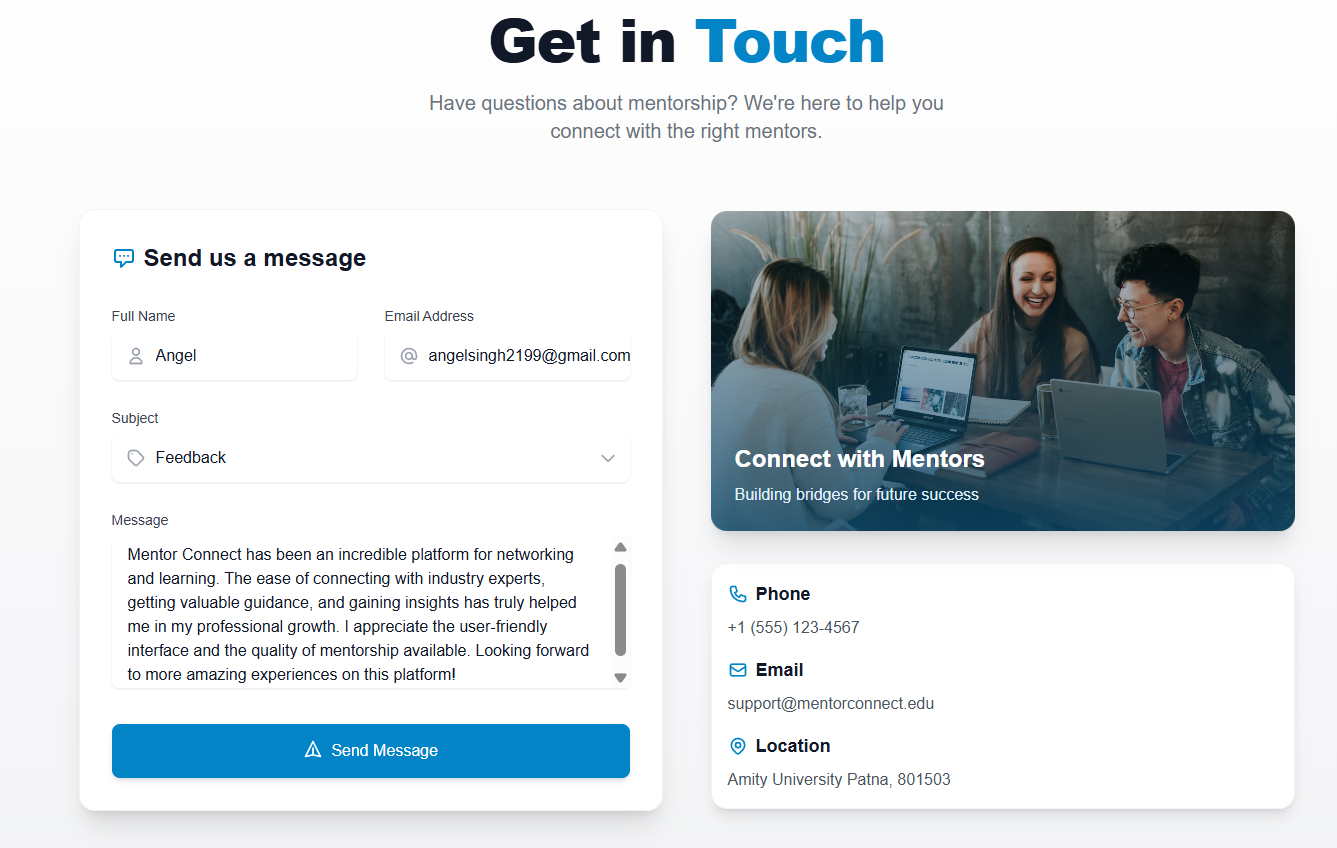 Get in Touch
Have questions about mentorship? We're here to help you
connect with the right mentors.
Send us a message
Full Name
Angel
Email Address
angelsingh2199@gmail.com
Subject
Feedback
Message
Mentor Connect has been an incredible platform for networking
and learning. The ease of connecting with industry experts,
getting valuable guidance, and gaining insights has truly helped
me in my professional growth. I appreciate the user-friendly
interface and the quality of mentorship available. Looking forward
to more amazing experiences on this platform!
Send Message
Connect with Mentors
Building bridges for future success
Phone
+1 (555) 123-4567
Email
support@mentorconnect.edu
Location
Amity University Patna, 801503